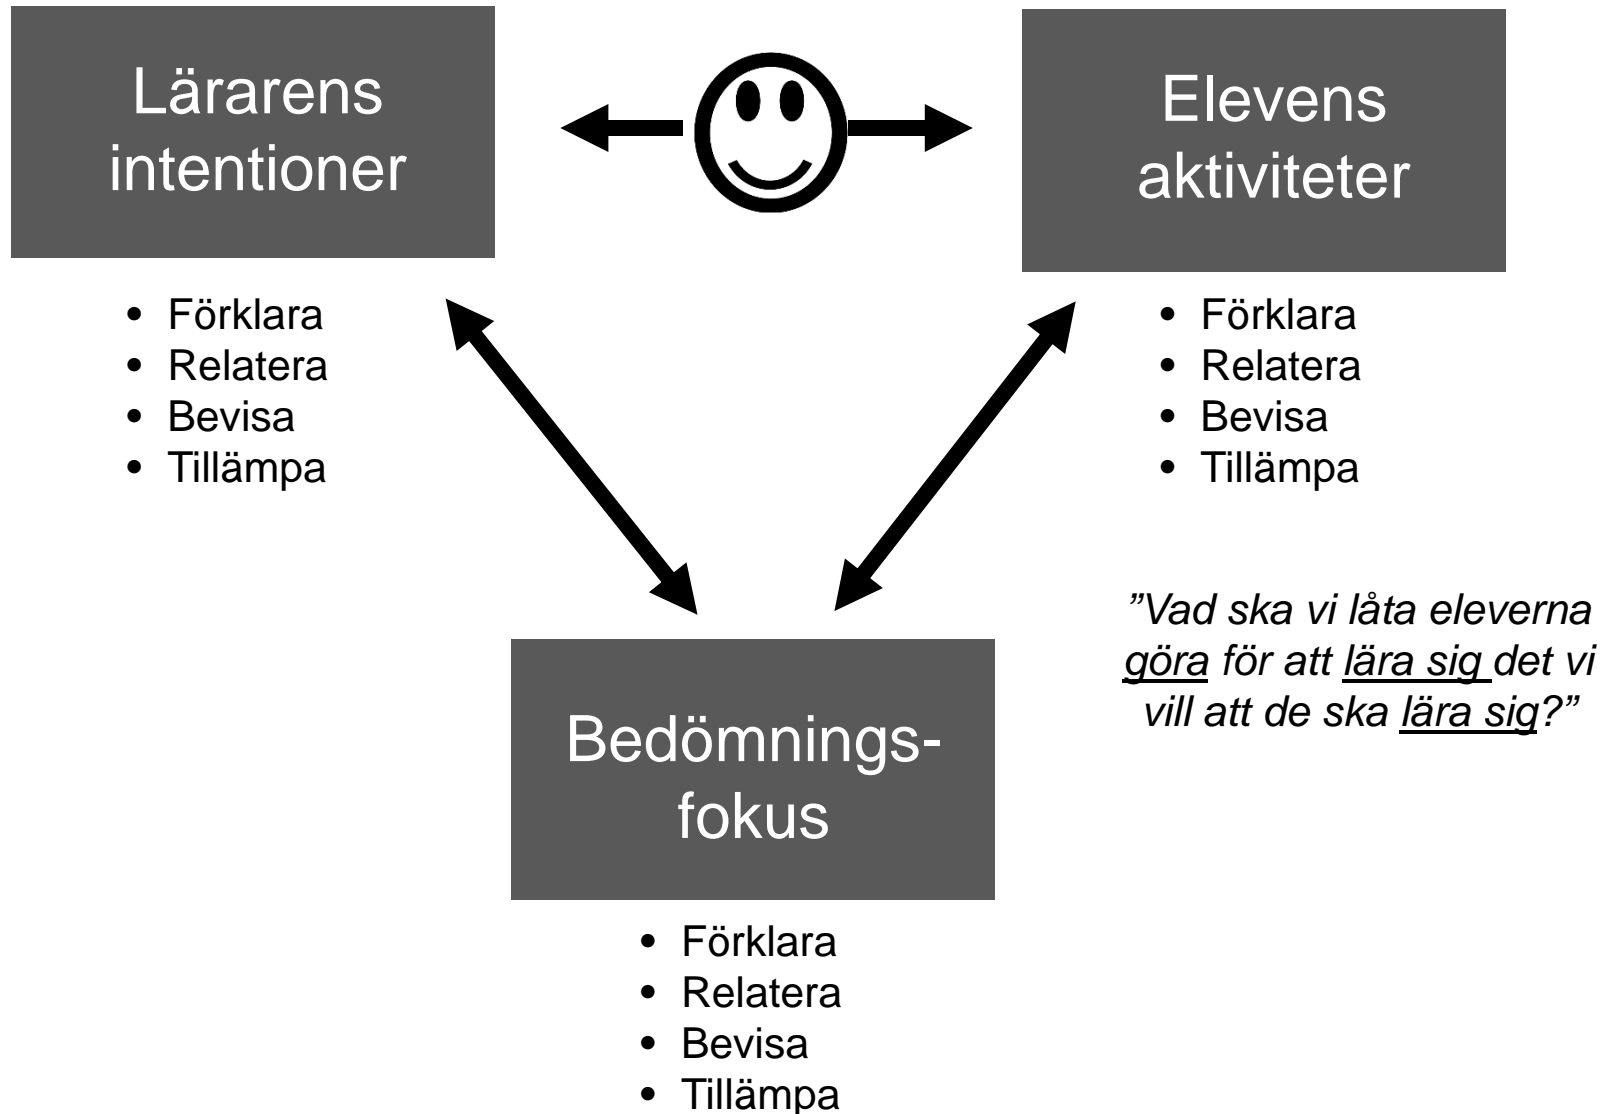 Lärarens
intentioner
• Förklara
• Relatera
• Bevisa
• Tillämpa
Elevens
aktiviteter
• Förklara
• Relatera
• Bevisa
• Tillämpa
”Vad ska vi låta eleverna
göra för att lära sig det vi
vill att de ska lära sig?”
Bedömnings-
fokus
• Förklara
• Relatera
• Bevisa
• Tillämpa